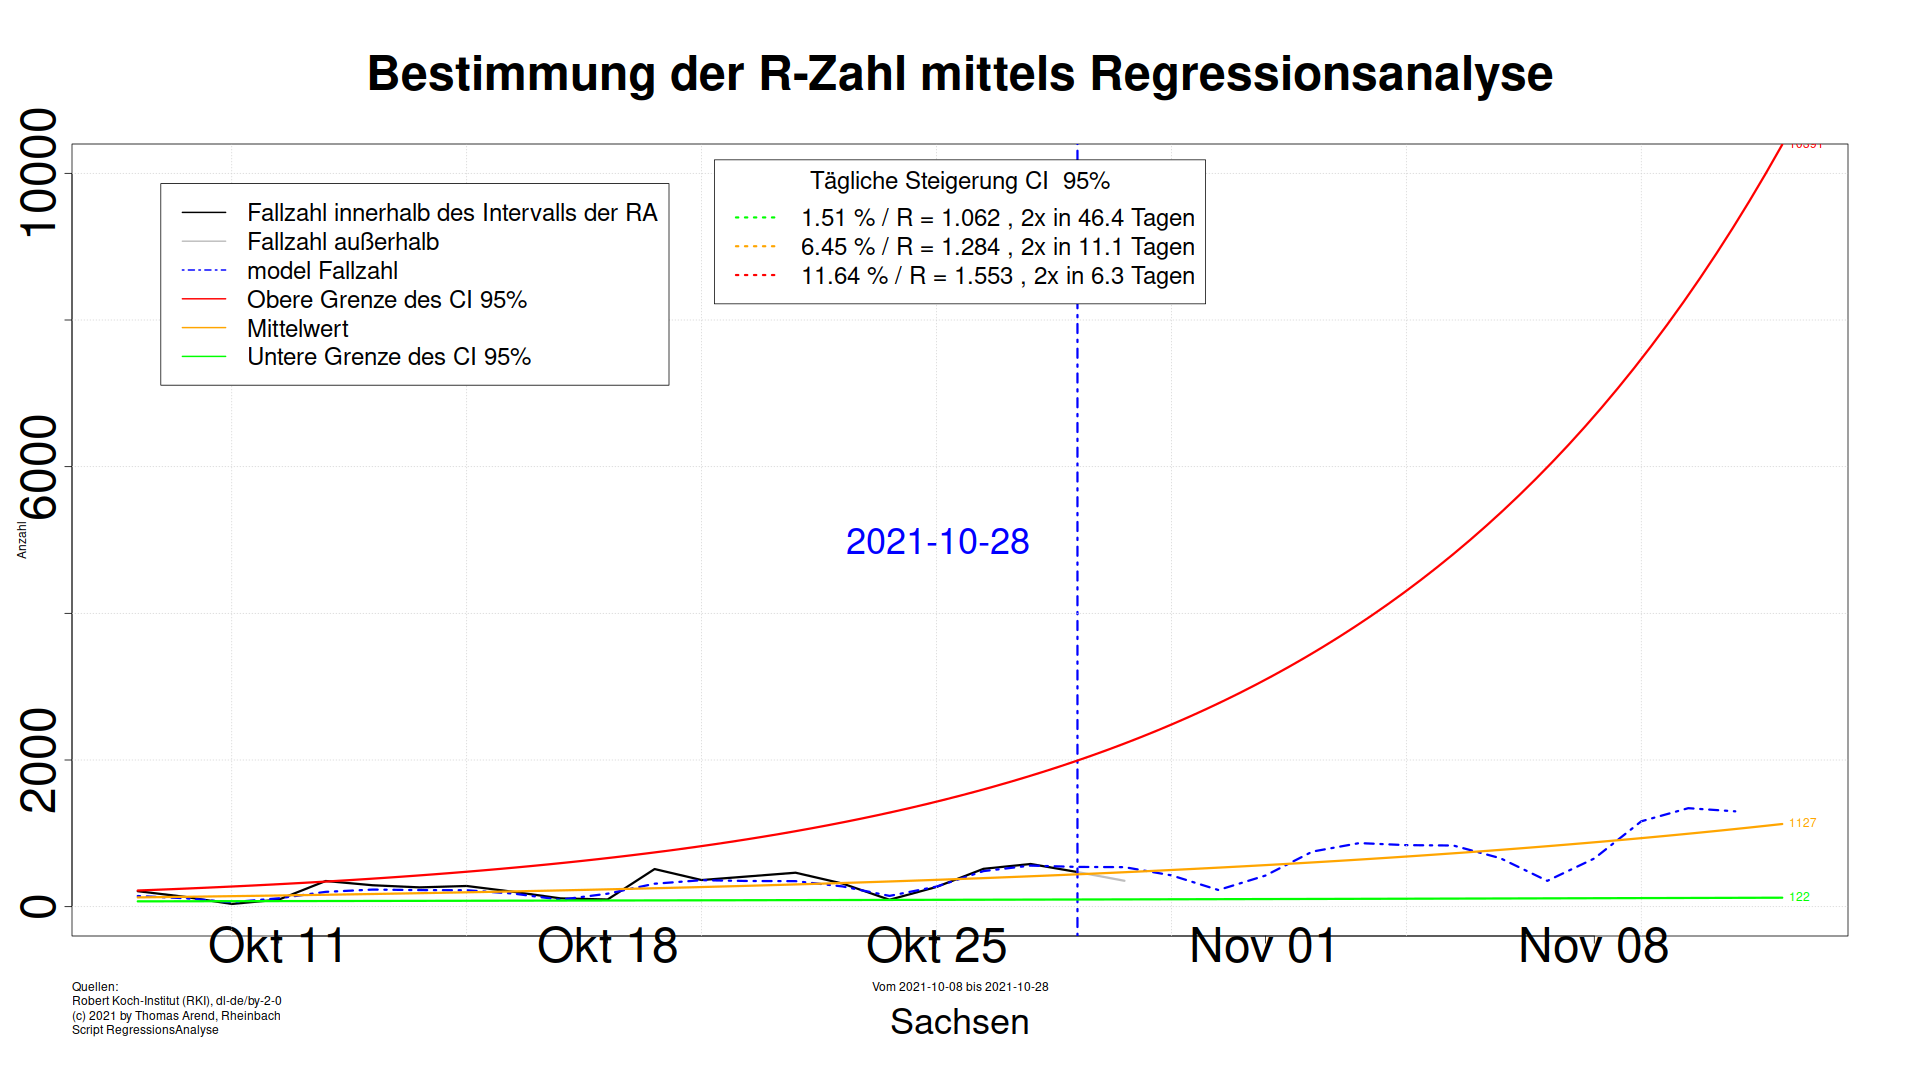 Bestimmung der R-Zahl mittels Regressionsanalyse
10000
6000
2000
0
Anzahl
Fallzahl innerhalb des Intervalls der RA
Fallzahl außerhalb
model Fallzahl
Obere Grenze des CI 95%
Mittelwert
Untere Grenze des CI 95%
Tägliche Steigerung CI 95%
1.51 % / R = 1.062 , 2x in 46.4 Tagen
6.45 % / R = 1.284 , 2x in 11.1 Tagen
11.64 % / R = 1.553 , 2x in 6.3 Tagen
2021-10-28
1127
122
Okt 11
Okt 18
Okt 25
Nov 01
Nov 08
Quellen:
Robert Koch-Institut (RKI), dl-de/by-2-0
(c) 2021 by Thomas Arend, Rheinbach
Script RegressionsAnalyse
Vom 2021-10-08 bis 2021-10-28
Sachsen